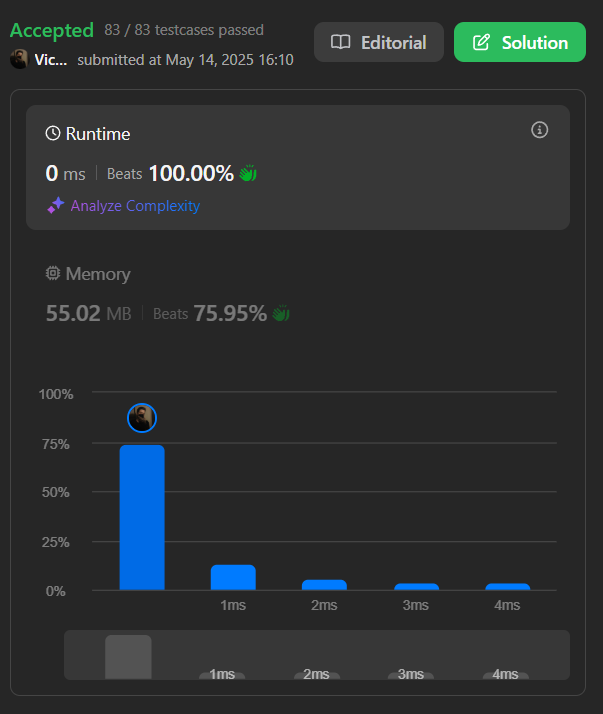 Accepted 83 / 83 testcases passed
Vic... submitted at May 14, 2025 16:10
Editorial
Solution
Runtime
0 ms Beats 100.00%
Analyze Complexity
Memory
55.02 MB Beats 75.95%
100%
75%
50%
25%
0%
1ms 2ms 3ms 4ms
1ms 2ms 3ms 4ms